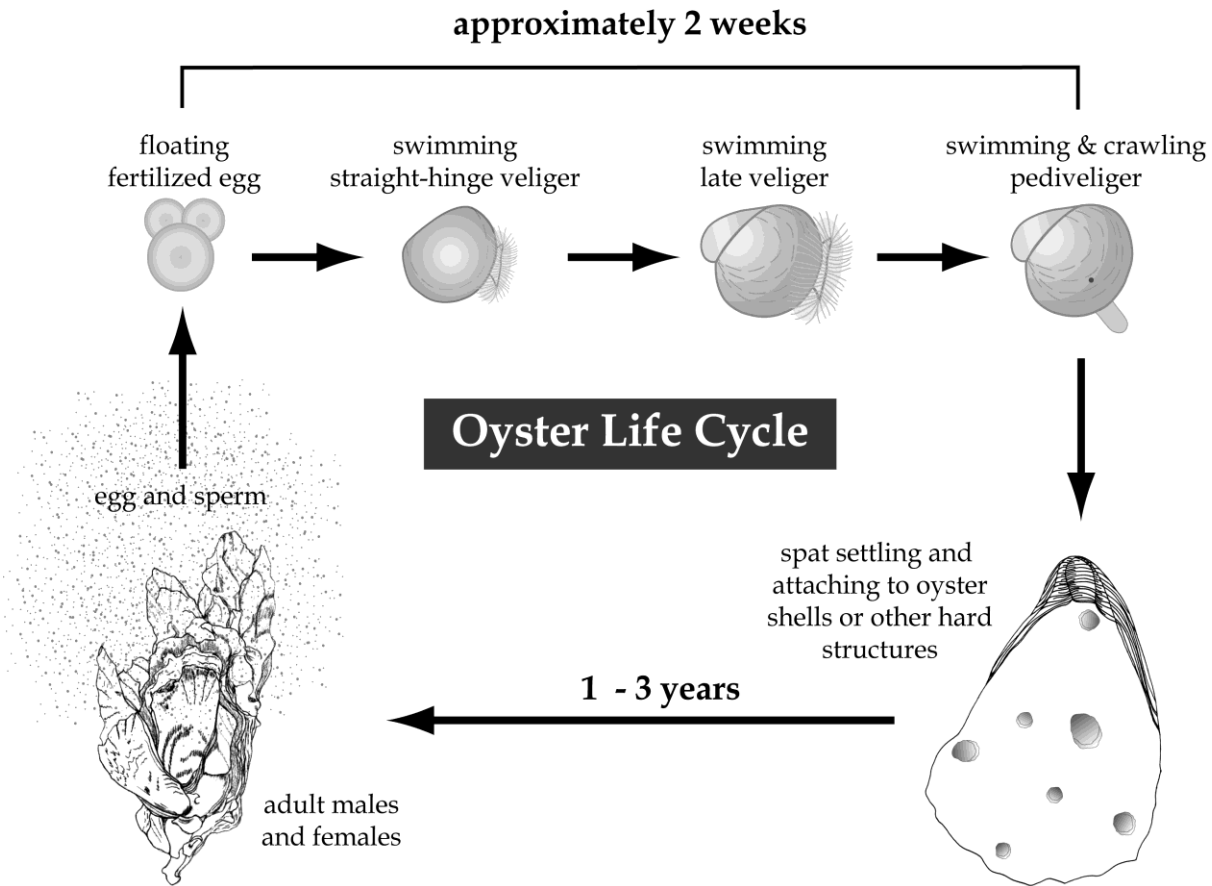 approximately 2 weeks
floating
fertilized egg
swimming
straight-hinge veliger
swimming
late veliger
swimming & crawling
pediveliger
Oyster Life Cycle
egg and sperm
spat settling and
attaching to oyster
shells or other hard
structures
1 - 3 years
adult males
and females